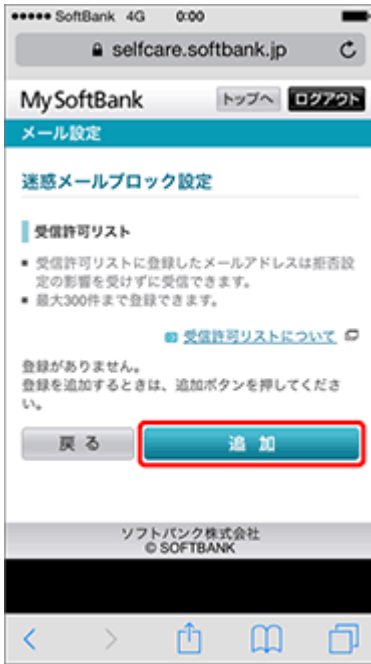 ●●●●● SoftBank 4G 0:00
selfcare.softbank.jp
My SoftBank トップへ ログアウト
メール設定
迷惑メールブロック設定
受信許可リスト
■ 受信許可リストに登録したメールアドレスは拒否設
定の影響を受けずに受信できます。
■ 最大300件まで登録できます。
受信許可リストについて
登録がありません。
登録を追加するときは、追加ボタンを押してくださ
い。
戻る 追加
ソフトバンク株式会社
© SOFTBANK